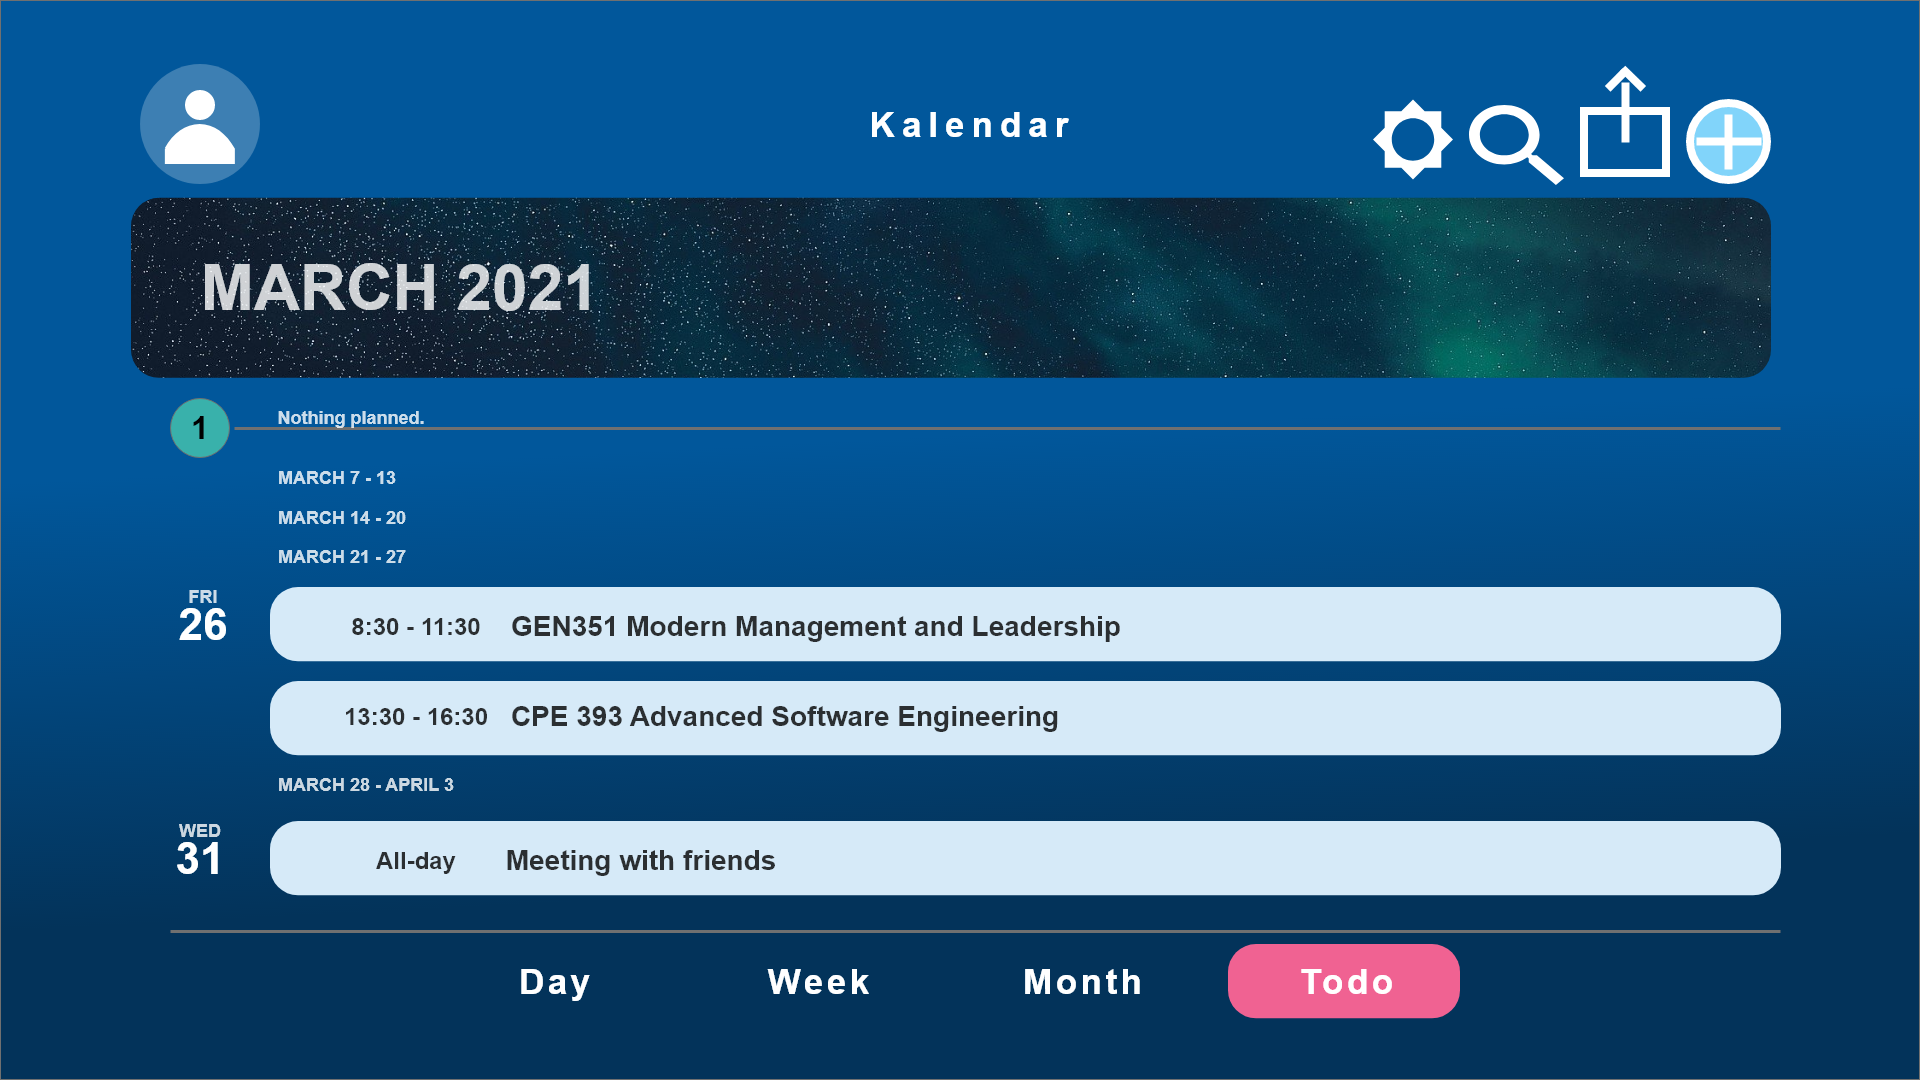 Kalendar
MARCH 2021
1
Nothing planned.
MARCH 7 - 13
MARCH 14 - 20
MARCH 21 - 27
FRI
26
8:30 - 11:30 GEN351 Modern Management and Leadership
13:30 - 16:30 CPE 393 Advanced Software Engineering
MARCH 28 - APRIL 3
WED
31
All-day Meeting with friends
Day Week Month Todo